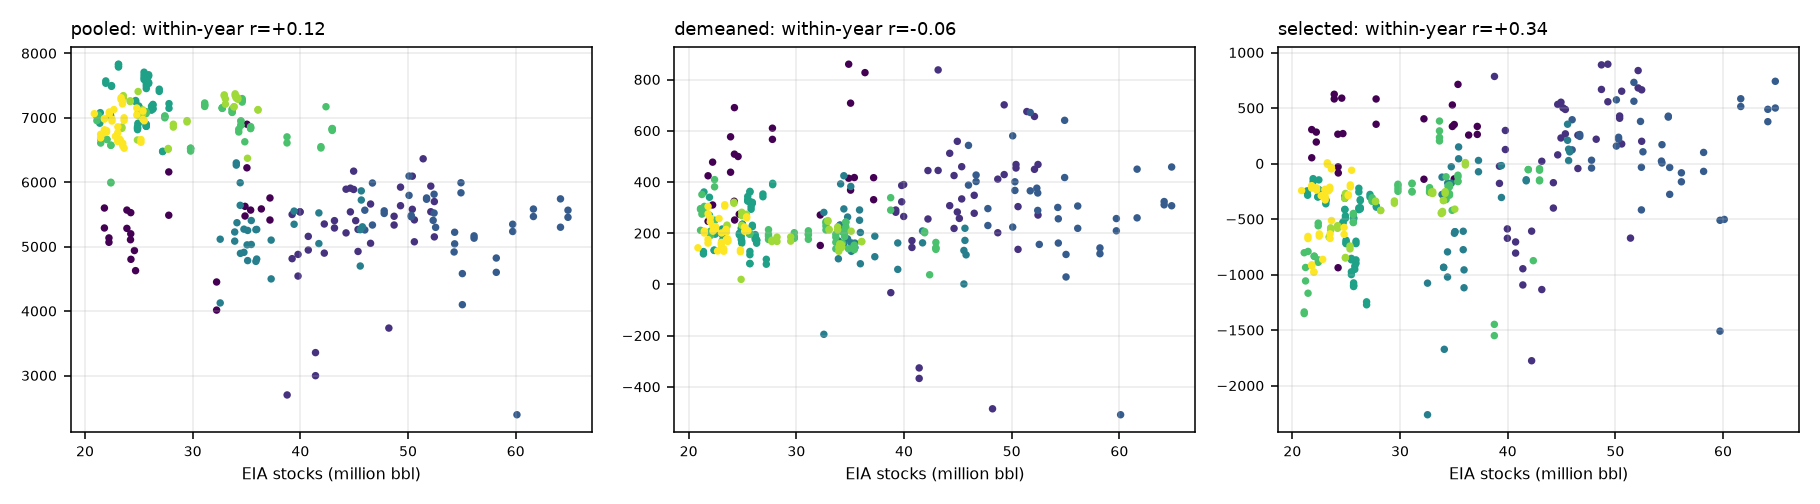 pooled: within-year r=+0.12
8000
7000
6000
5000
4000
3000
20 30 40 50 60
EIA stocks (million bbl)
demeaned: within-year r=-0.06
800
600
400
200
0
−200
−400
20 30 40 50 60
EIA stocks (million bbl)
selected: within-year r=+0.34
1000
500
0
−500
−1000
−1500
−2000
20 30 40 50 60
EIA stocks (million bbl)